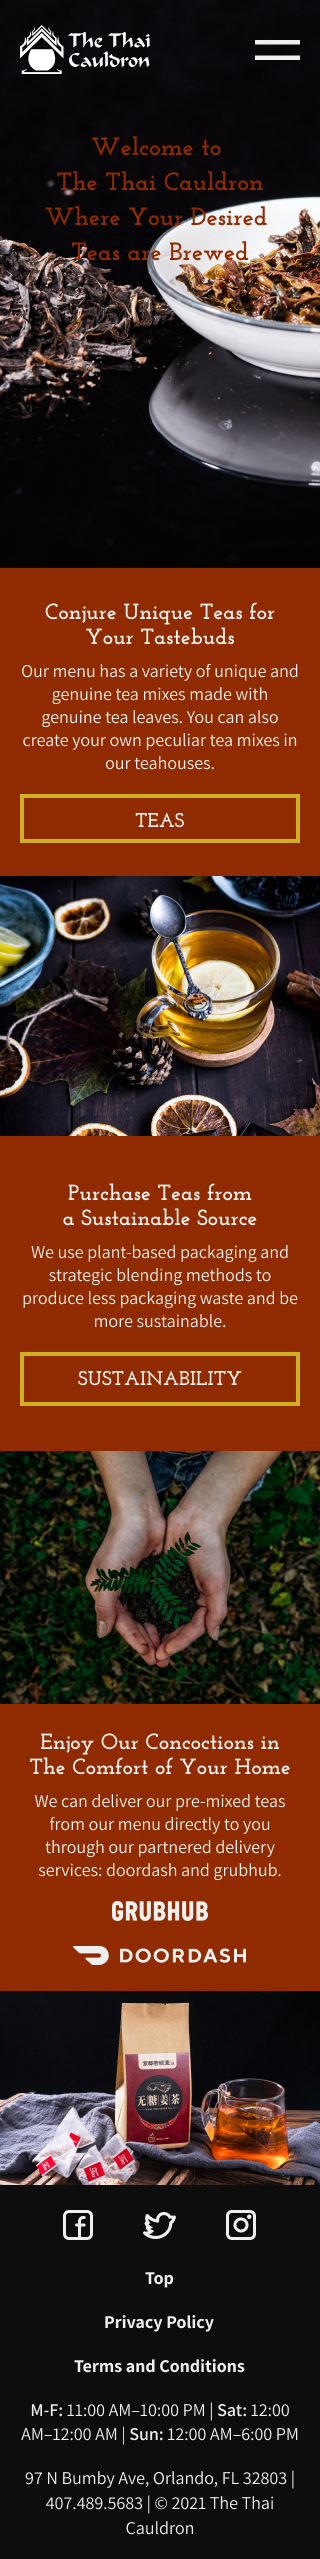 The Thai
Cauldron
Welcome to
The Thai Cauldron
Where Your Desired
Teas are Brewed
Conjure Unique Teas for
Your Tastebuds
Our menu has a variety of unique and
genuine tea mixes made with
genuine tea leaves. You can also
create your own peculiar tea mixes in
our teahouses.
TEAS
Purchase Teas from
a Sustainable Source
We use plant-based packaging and
strategic blending methods to
produce less packaging waste and be
more sustainable.
SUSTAINABILITY
Enjoy Our Concoctions in
The Comfort of Your Home
We can deliver our pre-mixed teas
from our menu directly to you
through our partnered delivery
services: doordash and grubhub.
GRUBHUB
DOORDASH
无糖姜茶
Top
Privacy Policy
Terms and Conditions
M-F: 11:00 AM–10:00 PM | Sat: 12:00
AM–12:00 AM | Sun: 12:00 AM–6:00 PM
97 N Bumby Ave, Orlando, FL 32803 |
407.489.5683 | © 2021 The Thai
Cauldron